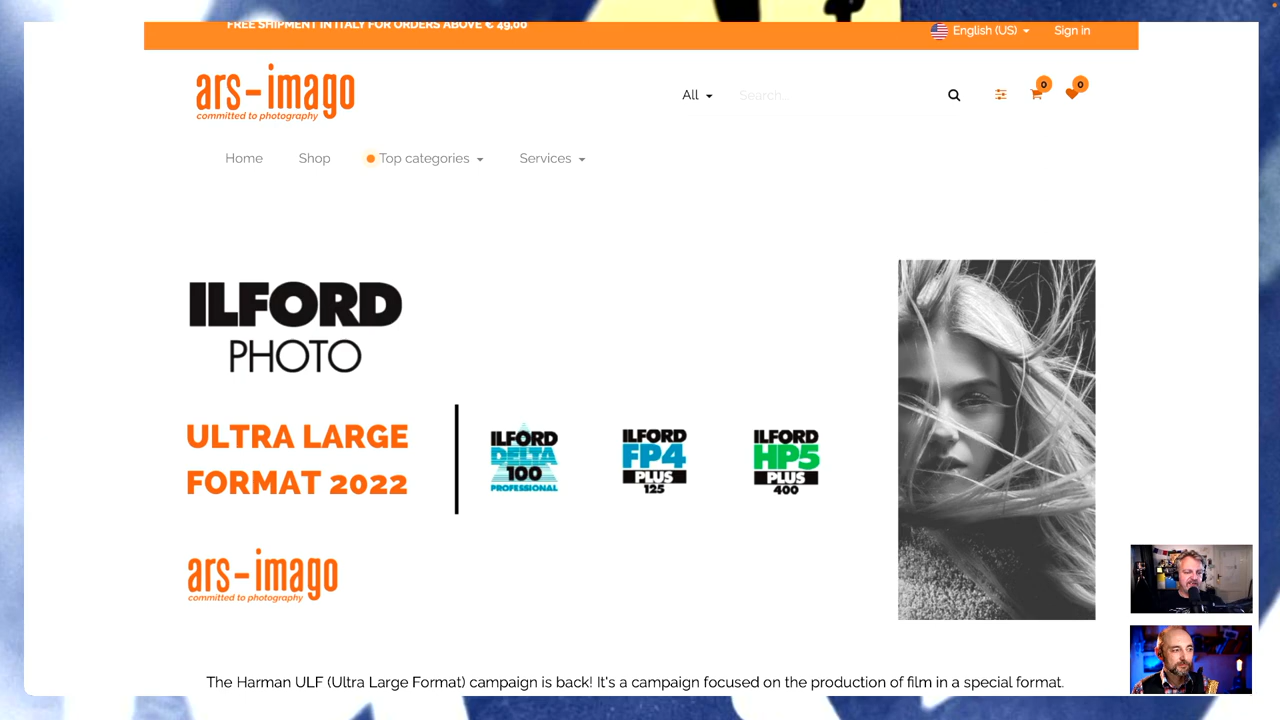 FREE SHIPMENT IN ITALY FOR ORDERS ABOVE € 49,00
English (US)
Sign in
ars-imago
committed to photography
All
Search...
0
0
Home
Shop
Top categories
Services
ILFORD
PHOTO
ULTRA LARGE
FORMAT 2022
ILFORD
DELTA
100
PROFESSIONAL
ILFORD
FP4
PLUS
125
ILFORD
HP5
PLUS
400
ars-imago
committed to photography
The Harman ULF (Ultra Large Format) campaign is back! It's a campaign focused on the production of film in a special format.